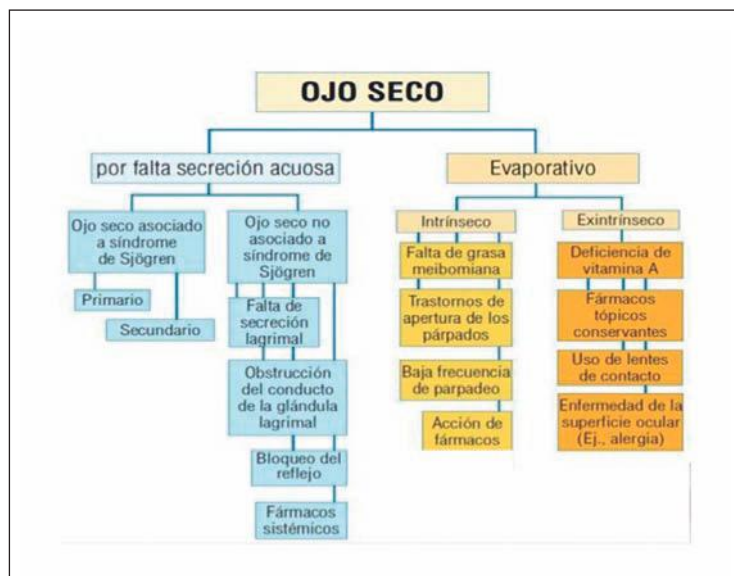 OJO SECO
por falta secreción acuosa
Evaporativo
Ojo seco asociado
a síndrome
de Sjögren
Primario
Secundario
Ojo seco no
asociado a
síndrome de
Sjögren
Falta de
secreción
lagrimal
Obstrucción
del conducto
de la glándula
lagrimal
Bloqueo del
reflejo
Fármacos
sistémicos
Intrínseco
Falta de grasa
meibomiana
Trastornos de
apertura de los
párpados
Baja frecuencia
de parpadeo
Acción de
fármacos
Exintrínseco
Deficiencia de
vitamina A
Fármacos
tópicos
conservantes
Uso de lentes
de contacto
Enfermedad de la
superficie ocular
(Ej., alergia)